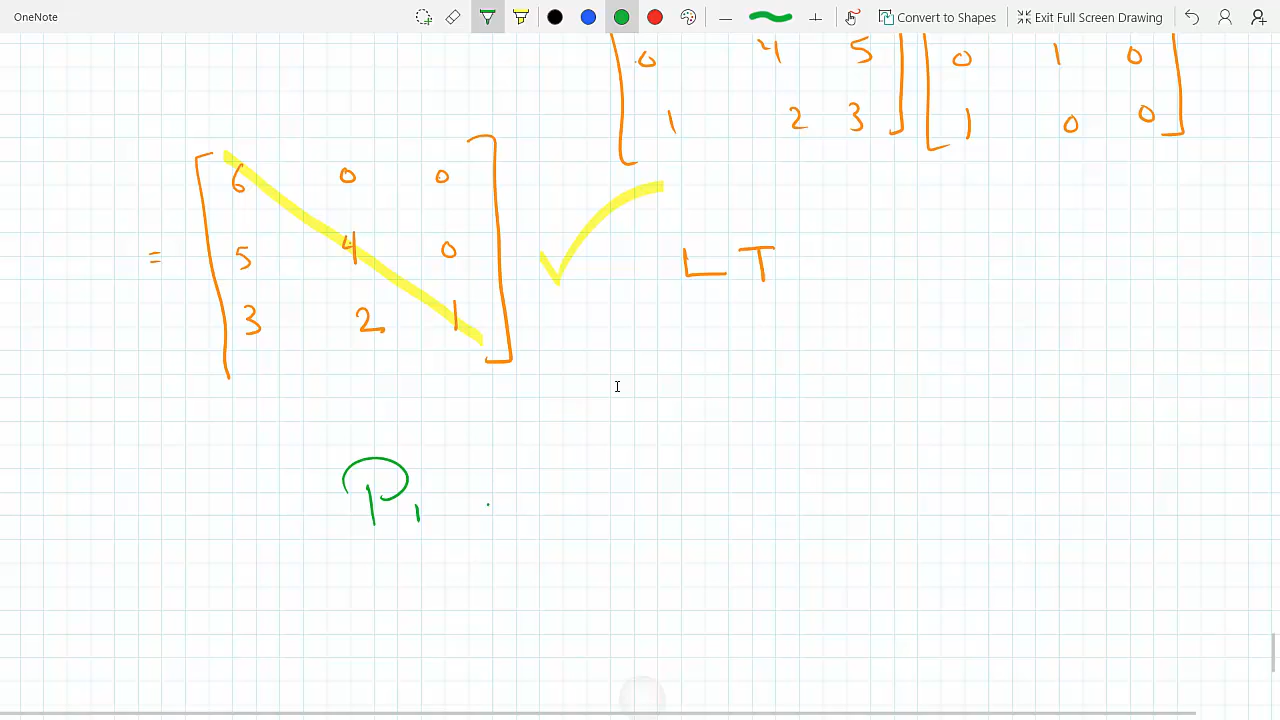 OneNote Convert to Shapes Exit Full Screen Drawing
0 4 5 0 1 0
1 2 3 1 0 0
6 0 0
= 5 4 0 L T
3 2 1
P1